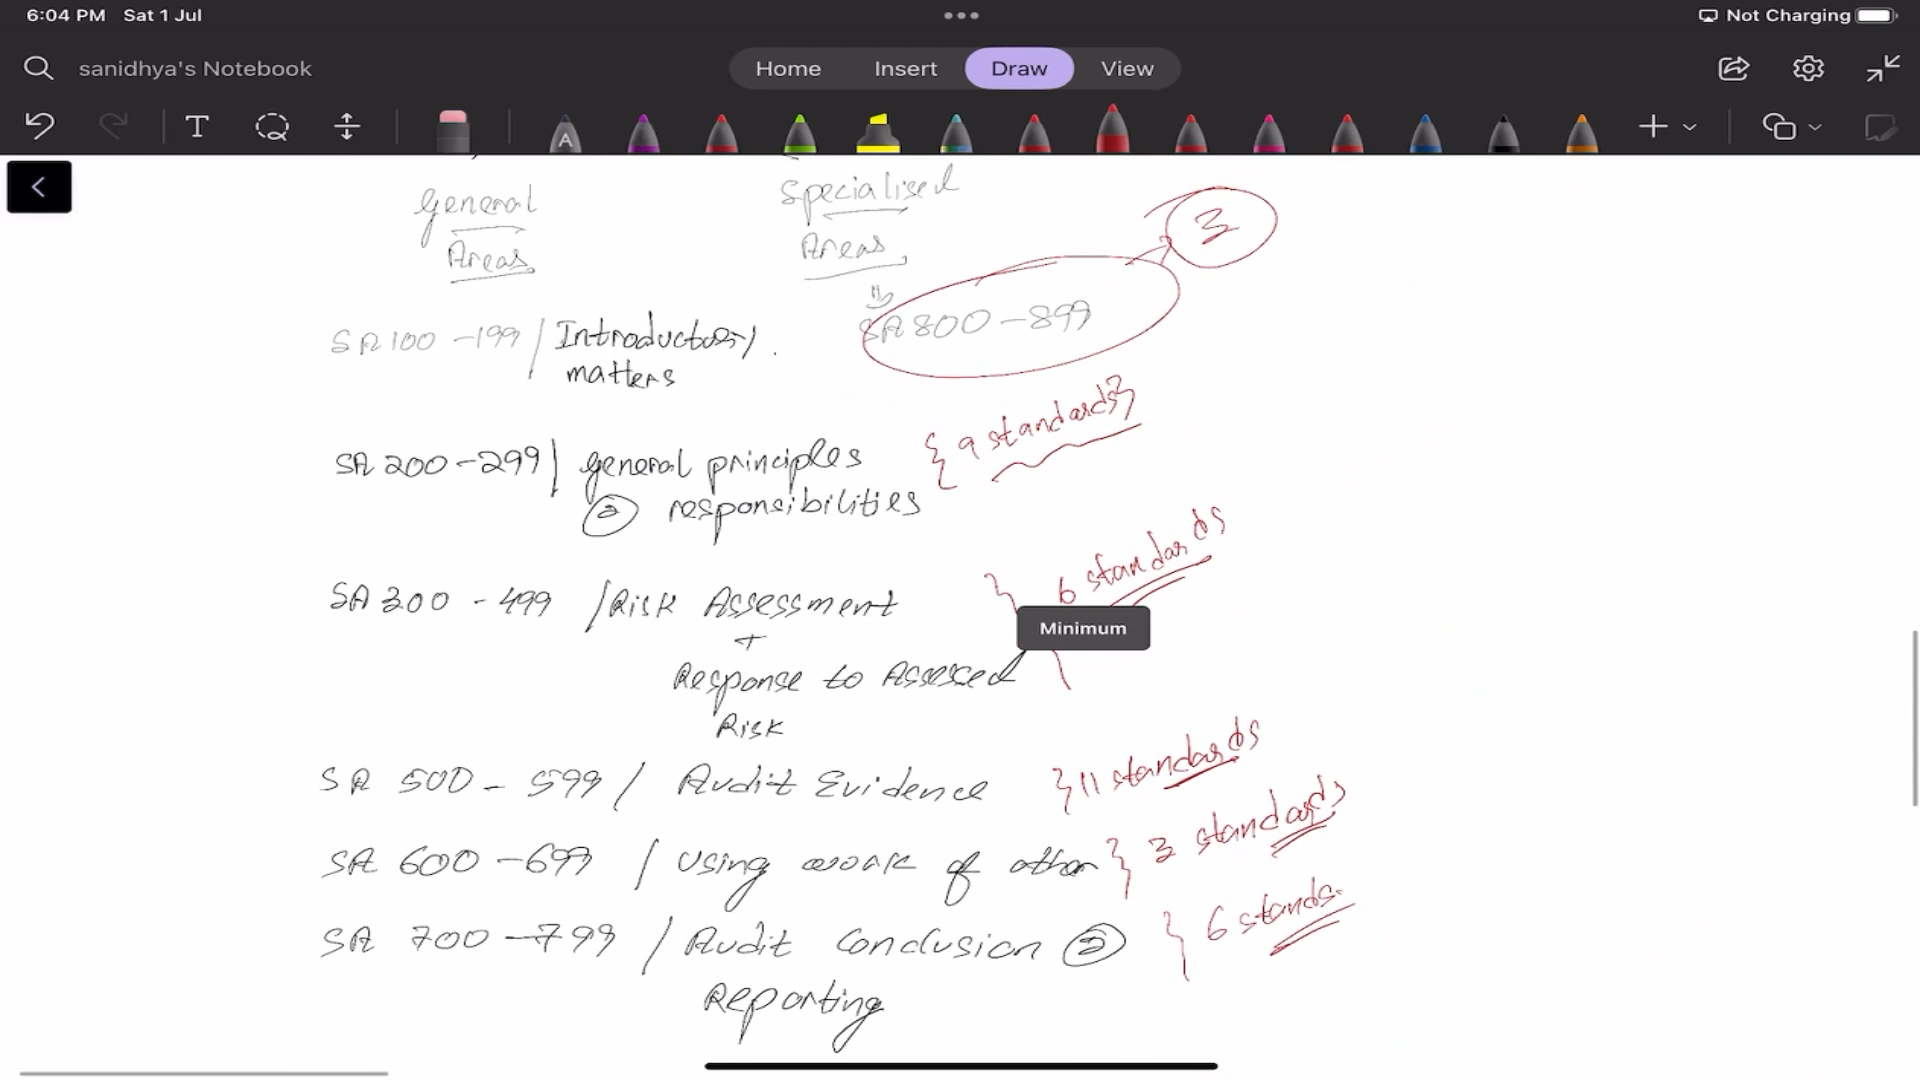 6:04 PM Sat 1 Jul
Not Charging
sanidhya's Notebook
Home Insert Draw View
T
A
General
Areas
Specialised
Areas
3
SA 100 - 199 / Introductory
matters
SA 800 - 899
SA 200 - 299 | general principles
responsibilities
{ 9 standards }
SA 300 - 499 / Risk Assessment
+
Response to Assessed
Risk
} 6 standards
Minimum
SA 500 - 599 / Audit Evidence } 11 standards
SA 600 - 699 / Using work of other } 3 standards
SA 700 - 799 / Audit Conclusion
Reporting
} 6 stands.